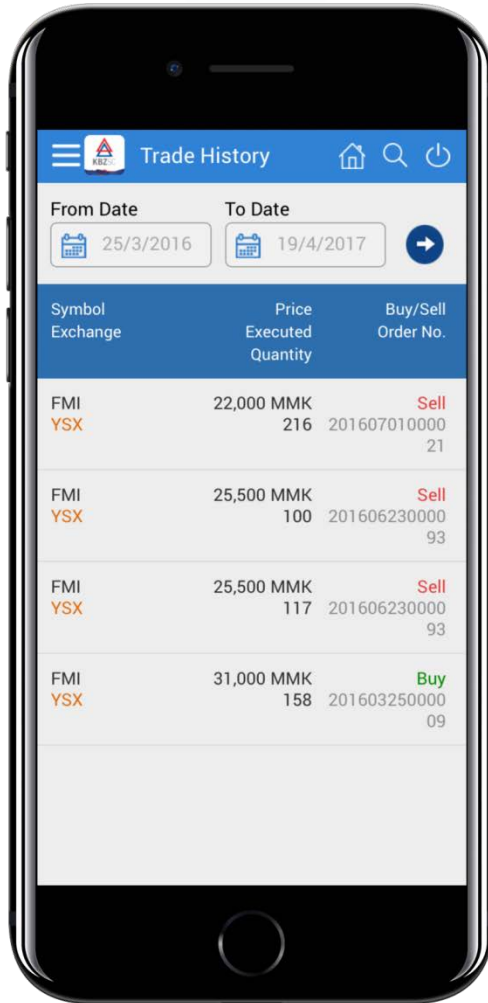 KBZSC
Trade History
From Date To Date
25/3/2016 19/4/2017
Symbol Price Buy/Sell
Exchange Executed Order No.
Quantity
FMI 22,000 MMK Sell
YSX 216 201607010000
21
FMI 25,500 MMK Sell
YSX 100 201606230000
93
FMI 25,500 MMK Sell
YSX 117 201606230000
93
FMI 31,000 MMK Buy
YSX 158 201603250000
09